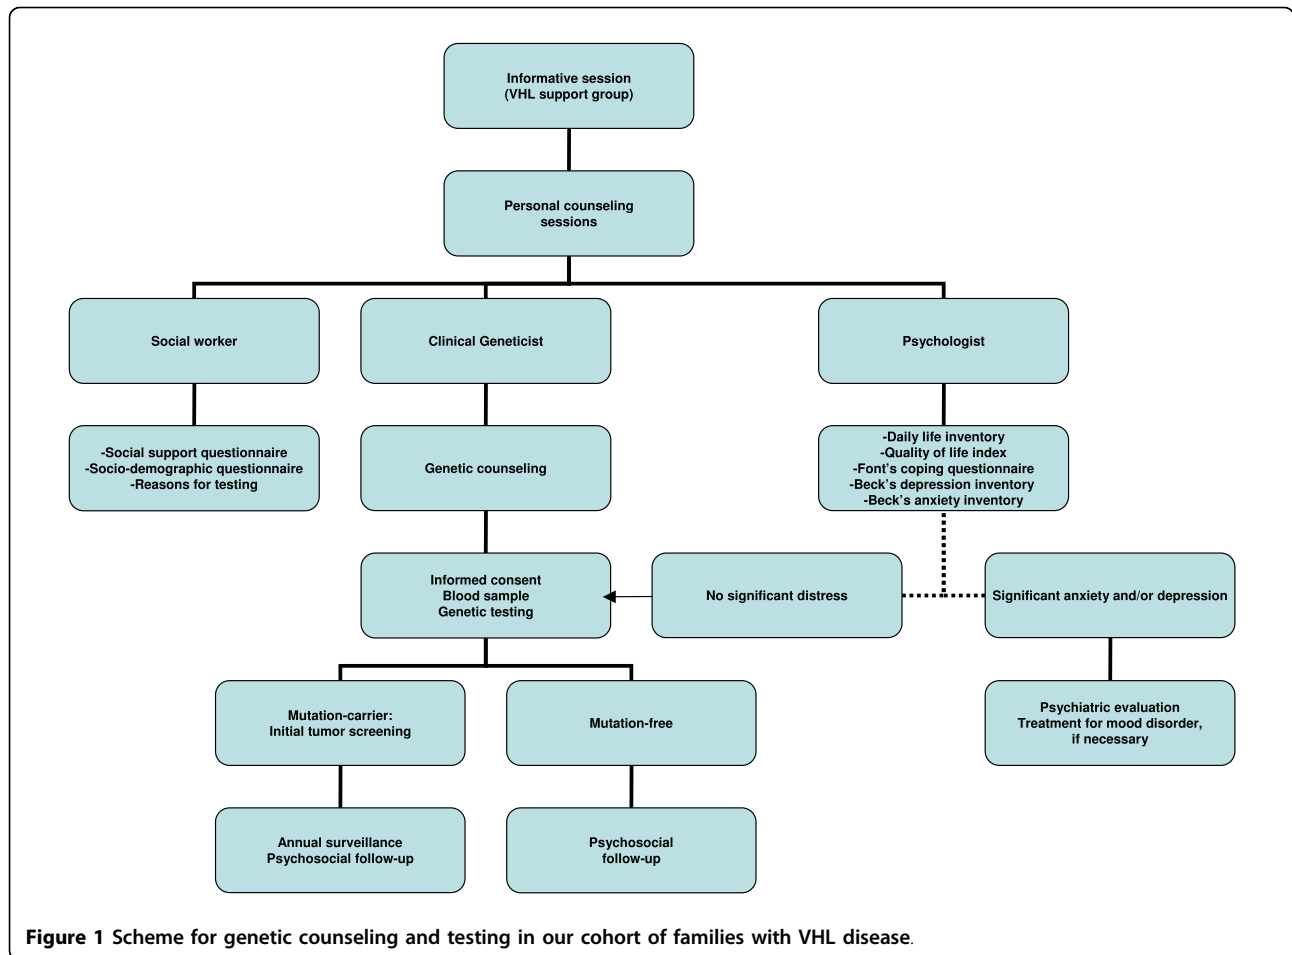 Informative session
(VHL support group)
Personal counseling
sessions
Social worker
Clinical Geneticist
Psychologist
-Social support questionnaire
-Socio-demographic questionnaire
-Reasons for testing
Genetic counseling
-Daily life inventory
-Quality of life index
-Font's coping questionnaire
-Beck's depression inventory
-Beck's anxiety inventory
Informed consent
Blood sample
Genetic testing
No significant distress
Significant anxiety and/or depression
Mutation-carrier:
Initial tumor screening
Mutation-free
Psychiatric evaluation
Treatment for mood disorder,
if necessary
Annual surveillance
Psychosocial follow-up
Psychosocial
follow-up
Figure 1 Scheme for genetic counseling and testing in our cohort of families with VHL disease.